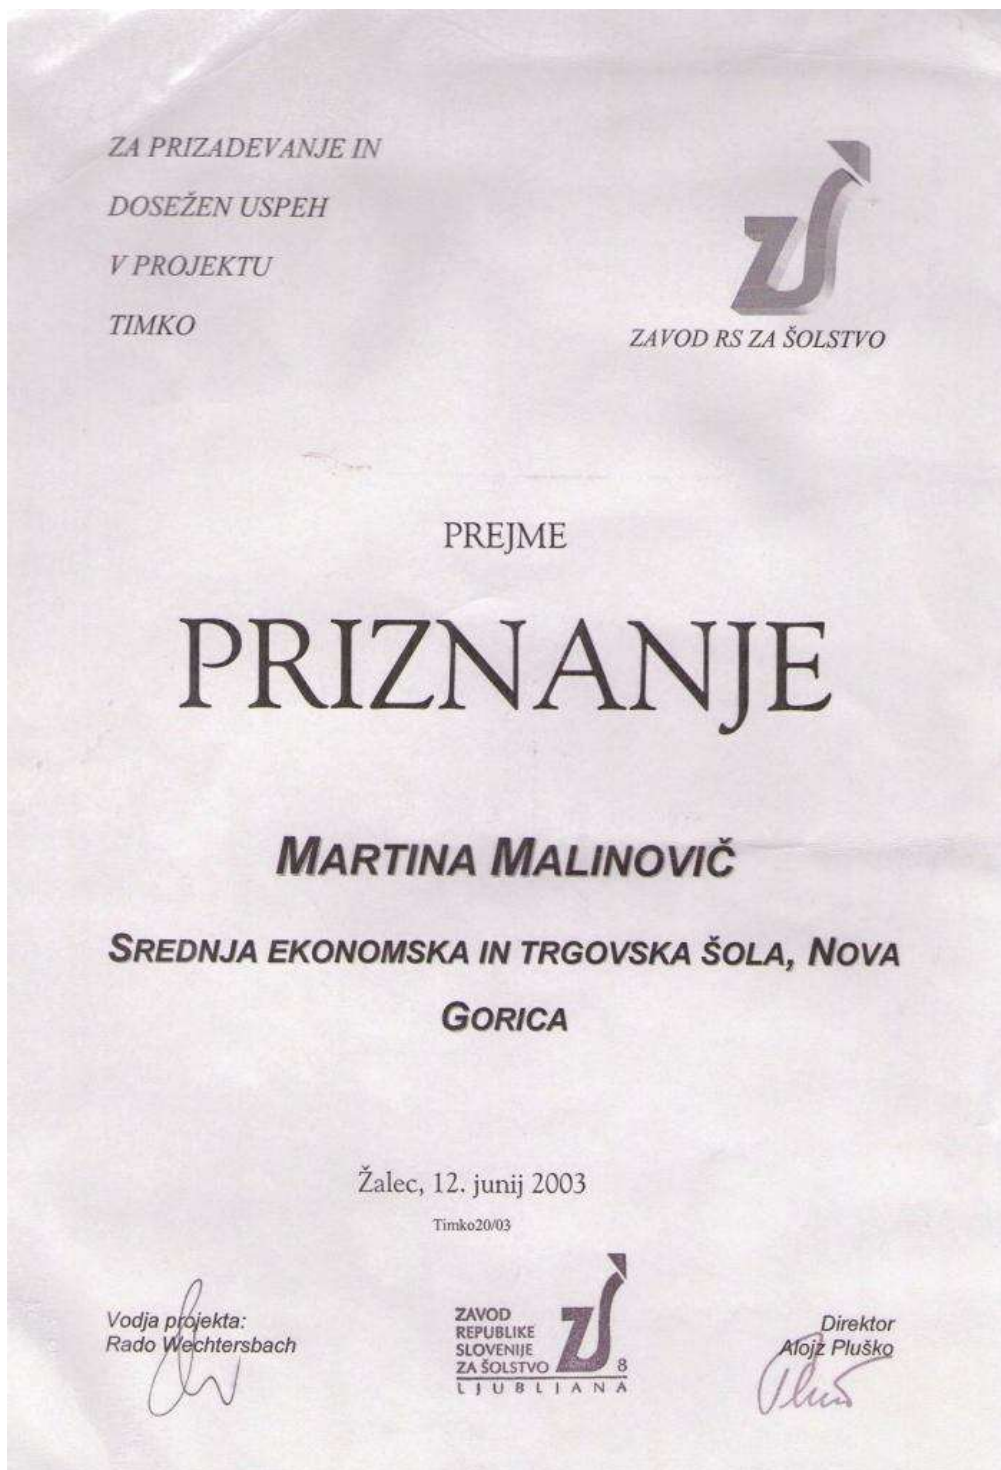 ZA PRIZADEVANJE IN
DOSEŽEN USPEH
V PROJEKTU
TIMKO
ZAVOD RS ZA ŠOLSTVO
PREJME
PRIZNANJE
MARTINA MALINOVIČ
SREDNJA EKONOMSKA IN TRGOVSKA ŠOLA, NOVA
GORICA
Žalec, 12. junij 2003
Timko20/03
Vodja projekta:
Rado Wechtersbach
ZAVOD
REPUBLIKE
SLOVENIJE
ZA ŠOLSTVO 8
LJUBLJANA
Direktor
Alojz Pluško